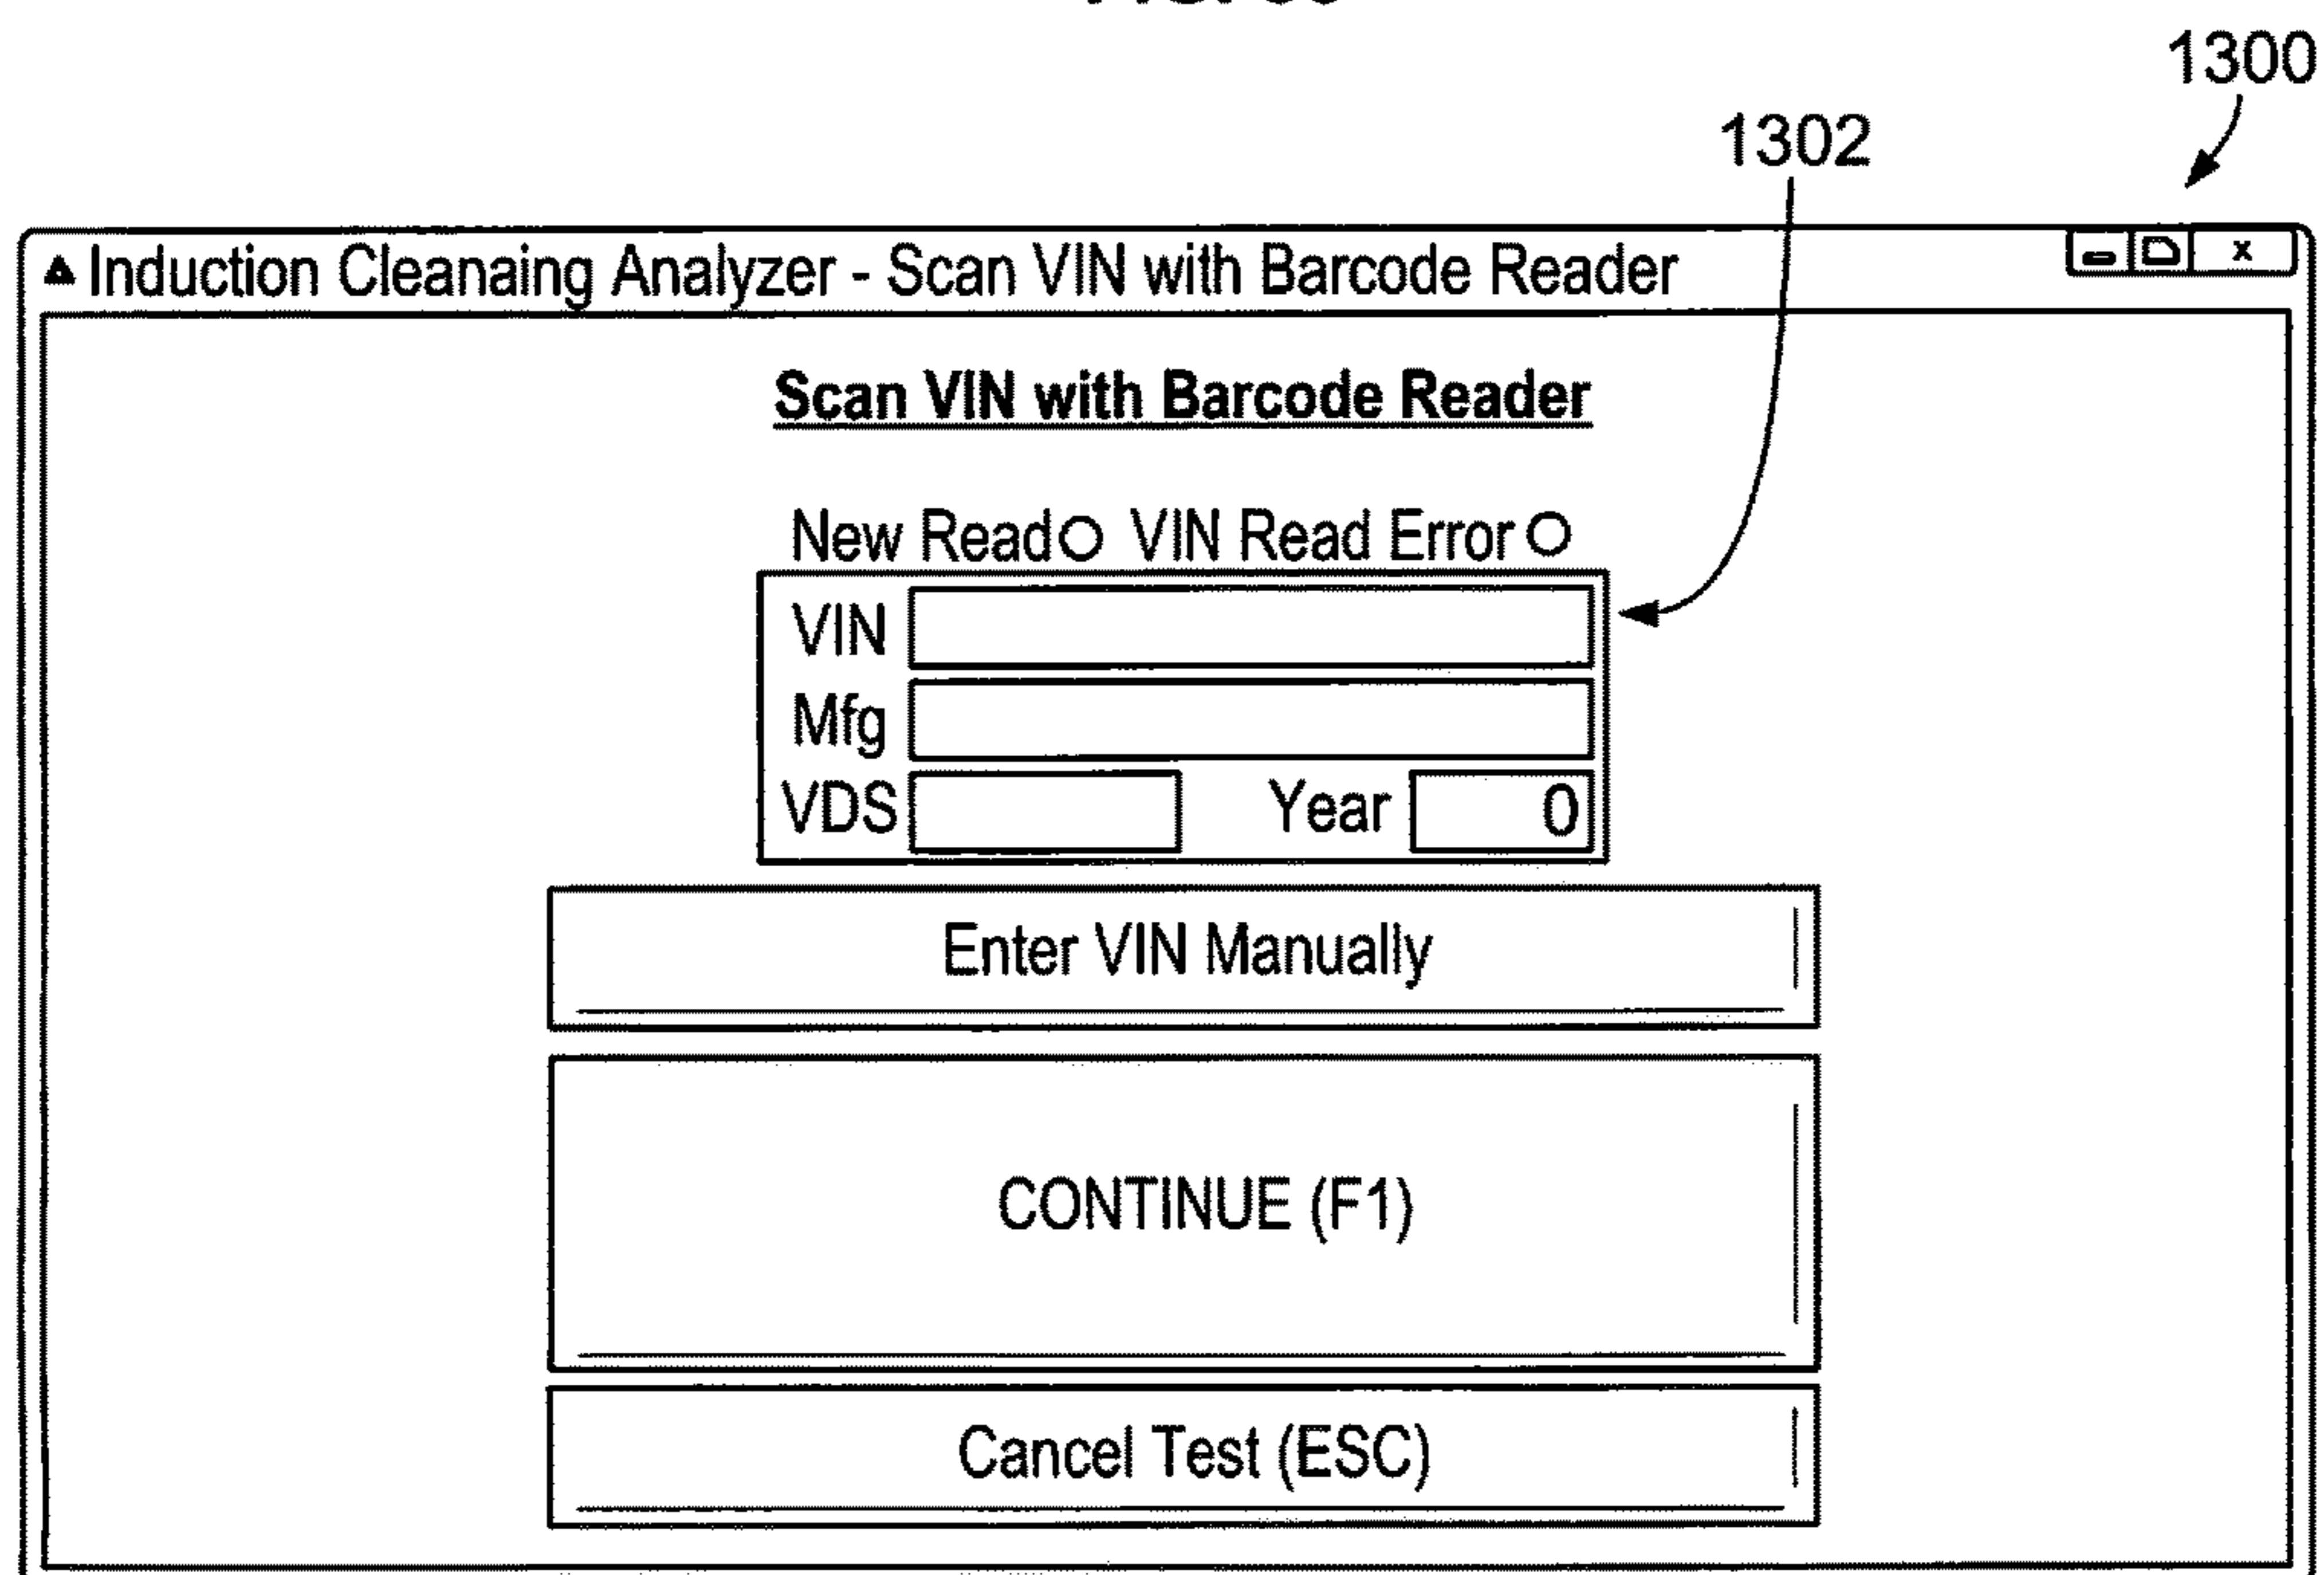 1300
1302
Induction Cleanaing Analyzer - Scan VIN with Barcode Reader
x
Scan VIN with Barcode Reader
New Read VIN Read Error
VIN
Mfg
VDS Year 0
Enter VIN Manually
CONTINUE (F1)
Cancel Test (ESC)